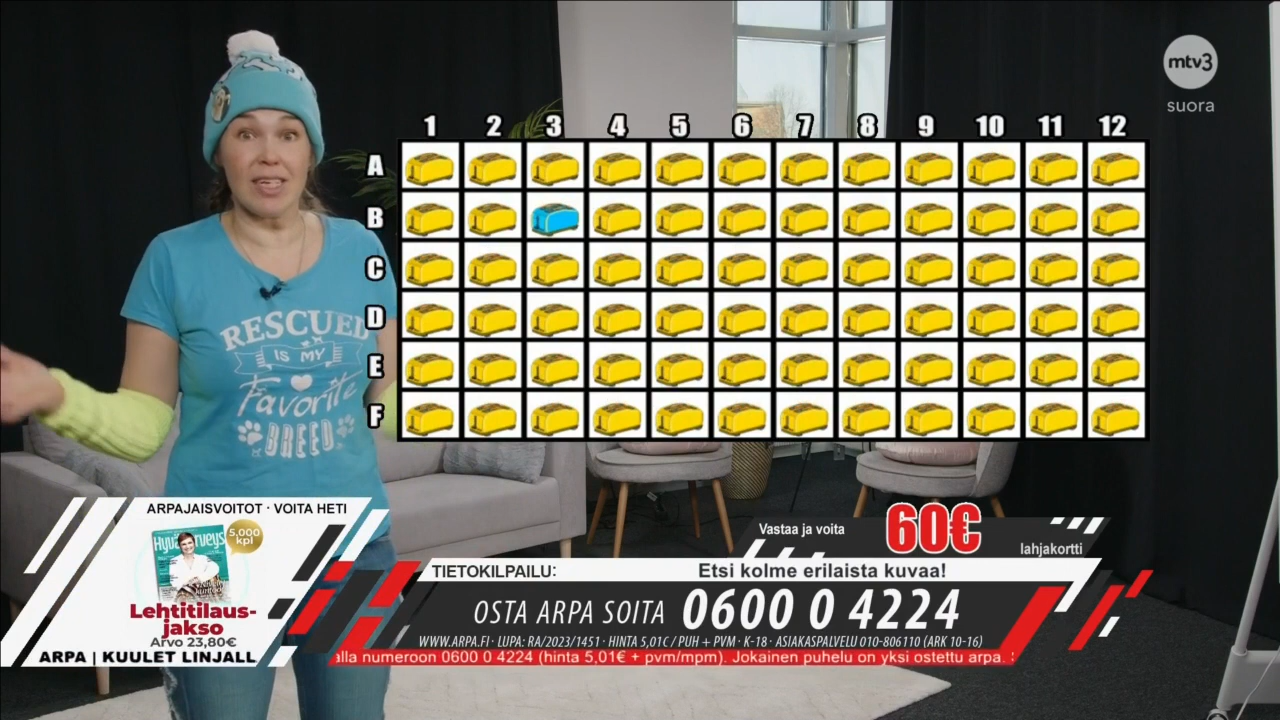 mtv3
suora
1 2 3 4 5 6 7 8 9 10 11 12
A
B
C
D
E
F
RESCUED
IS MY
Favorite
BREED
ARPAJAISVOITOT · VOITA HETI
5,000
kpl
Lehtitilaus-
jakso
Arvo 23,80€
ARPA | KUULET LINJALL
Vastaa ja voita
60€
lahjakortti
TIETOKILPAILU:
Etsi kolme erilaista kuvaa!
OSTA ARPA SOITA 0600 0 4224
WWW.ARPA.FI · LUPA: RA/2023/1451 · HINTA 5,01€ / PUH + PVM · K-18 · ASIAKASPALVELU 010-806110 (ARK 10-16)
alla numeroon 0600 0 4224 (hinta 5,01€ + pvm/mpm). Jokainen puhelu on yksi ostettu arpa.